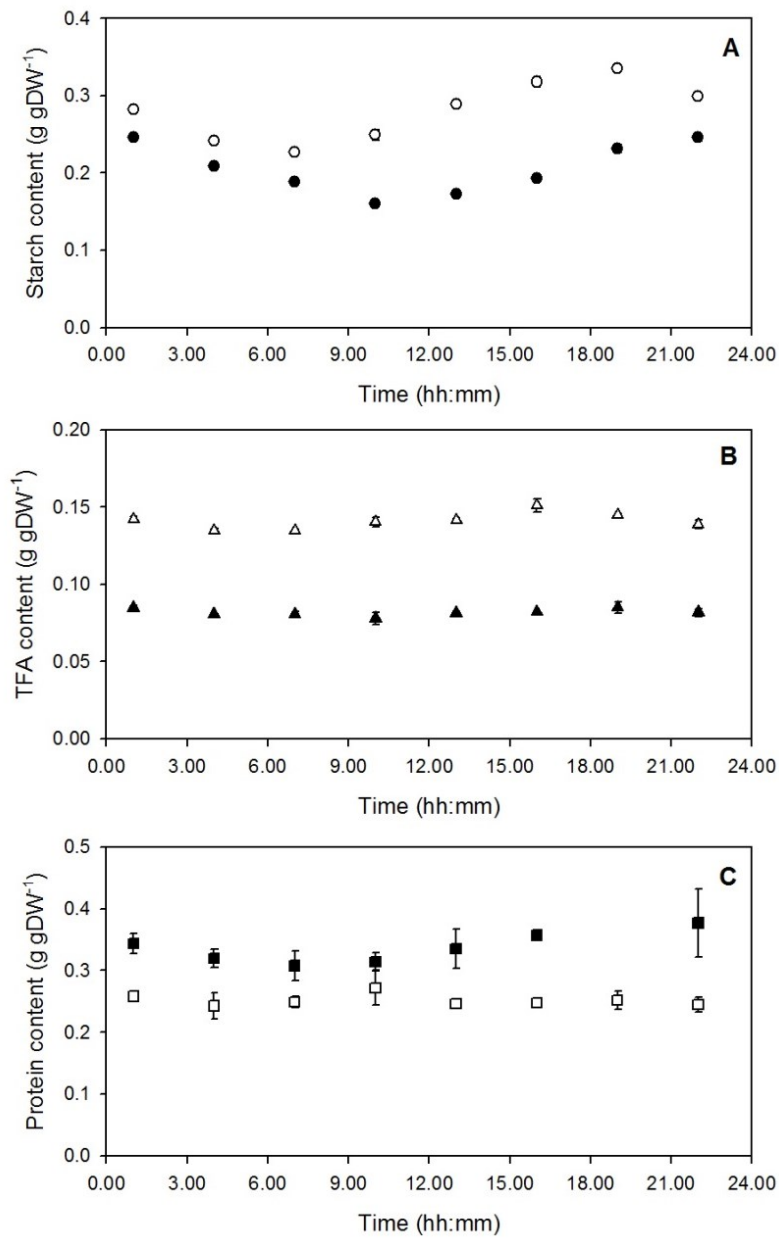 A
Starch content (g gDW⁻¹)
0.4
0.3
0.2
0.1
0.0
0.00 3.00 6.00 9.00 12.00 15.00 18.00 21.00 24.00
Time (hh:mm)
B
TFA content (g gDW⁻¹)
0.20
0.15
0.10
0.05
0.00
0.00 3.00 6.00 9.00 12.00 15.00 18.00 21.00 24.00
Time (hh:mm)
C
Protein content (g gDW⁻¹)
0.5
0.4
0.3
0.2
0.1
0.0
0.00 3.00 6.00 9.00 12.00 15.00 18.00 21.00 24.00
Time (hh:mm)